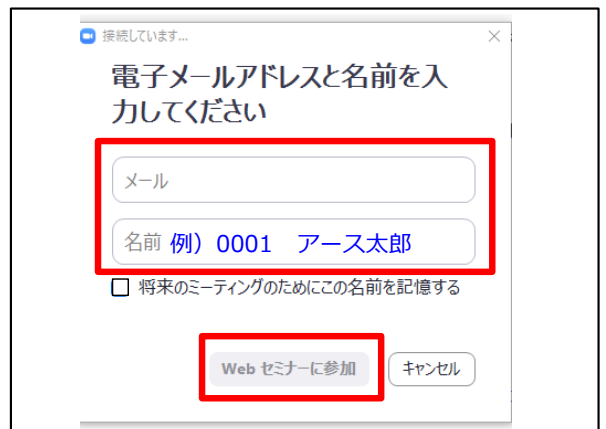 接続しています...
電子メールアドレスと名前を入
力してください
メール
名前 例）0001　アース太郎
将来のミーティングのためにこの名前を記憶する
Web セミナーに参加 キャンセル